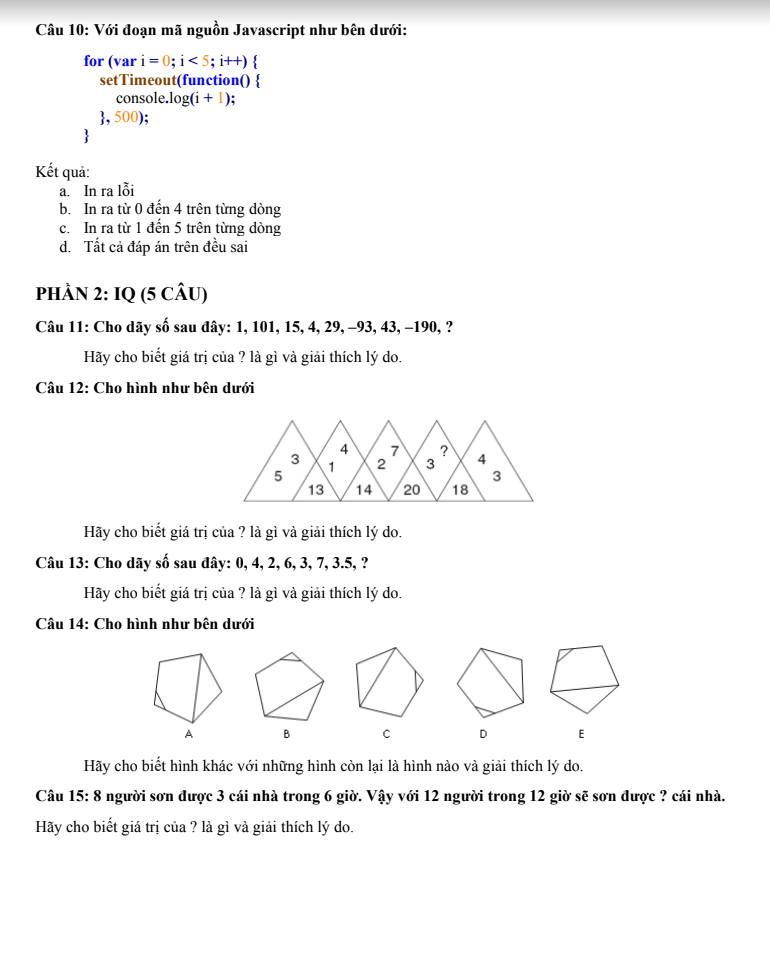 Câu 10: Với đoạn mã nguồn Javascript như bên dưới:
for (var i = 0; i < 5; i++) {
setTimeout(function() {
console.log(i + 1);
}, 500);
}
Kết quả:
a. In ra lỗi
b. In ra từ 0 đến 4 trên từng dòng
c. In ra từ 1 đến 5 trên từng dòng
d. Tất cả đáp án trên đều sai
PHẦN 2: IQ (5 CÂU)
Câu 11: Cho dãy số sau đây: 1, 101, 15, 4, 29, –93, 43, –190, ?
Hãy cho biết giá trị của ? là gì và giải thích lý do.
Câu 12: Cho hình như bên dưới
3 4 7 ? 4
5 1 2 3 3
13 14 20 18
Hãy cho biết giá trị của ? là gì và giải thích lý do.
Câu 13: Cho dãy số sau đây: 0, 4, 2, 6, 3, 7, 3.5, ?
Hãy cho biết giá trị của ? là gì và giải thích lý do.
Câu 14: Cho hình như bên dưới
A B C D E
Hãy cho biết hình khác với những hình còn lại là hình nào và giải thích lý do.
Câu 15: 8 người sơn được 3 cái nhà trong 6 giờ. Vậy với 12 người trong 12 giờ sẽ sơn được ? cái nhà.
Hãy cho biết giá trị của ? là gì và giải thích lý do.